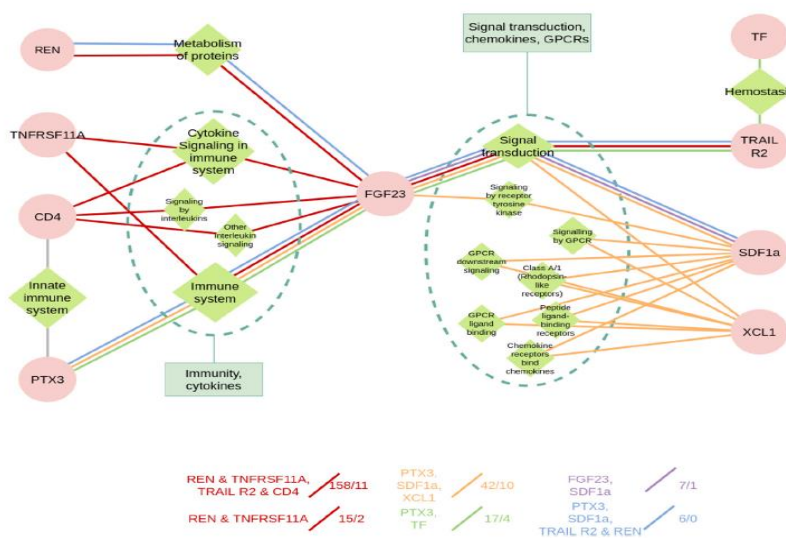 Signal transduction,
chemokines, GPCRs
REN
Metabolism
of proteins
TF
Hemostasis
TNFRSF11A
Cytokine
Signaling in
immune
system
Signal
transduction
TRAIL
R2
FGF23
Signaling
by
interleukins
Signaling
by receptor
tyrosine
kinase
CD4
Other
interleukin
signaling
Signalling
by GPCR
SDF1a
GPCR
downstream
signaling
Class A/1
(Rhodopsin-
like
receptors)
Innate
immune
system
Immune
system
GPCR
ligand
binding
Peptide
ligand-
binding
receptors
XCL1
Chemokine
receptors
bind
chemokines
PTX3
Immunity,
cytokines
REN & TNFRSF11A,
TRAIL R2 & CD4
158/11
PTX3,
SDF1a,
XCL1
42/10
FGF23,
SDF1a
7/1
REN & TNFRSF11A
15/2
PTX3,
TF
17/4
PTX3,
SDF1a,
TRAIL R2 & REN
6/0